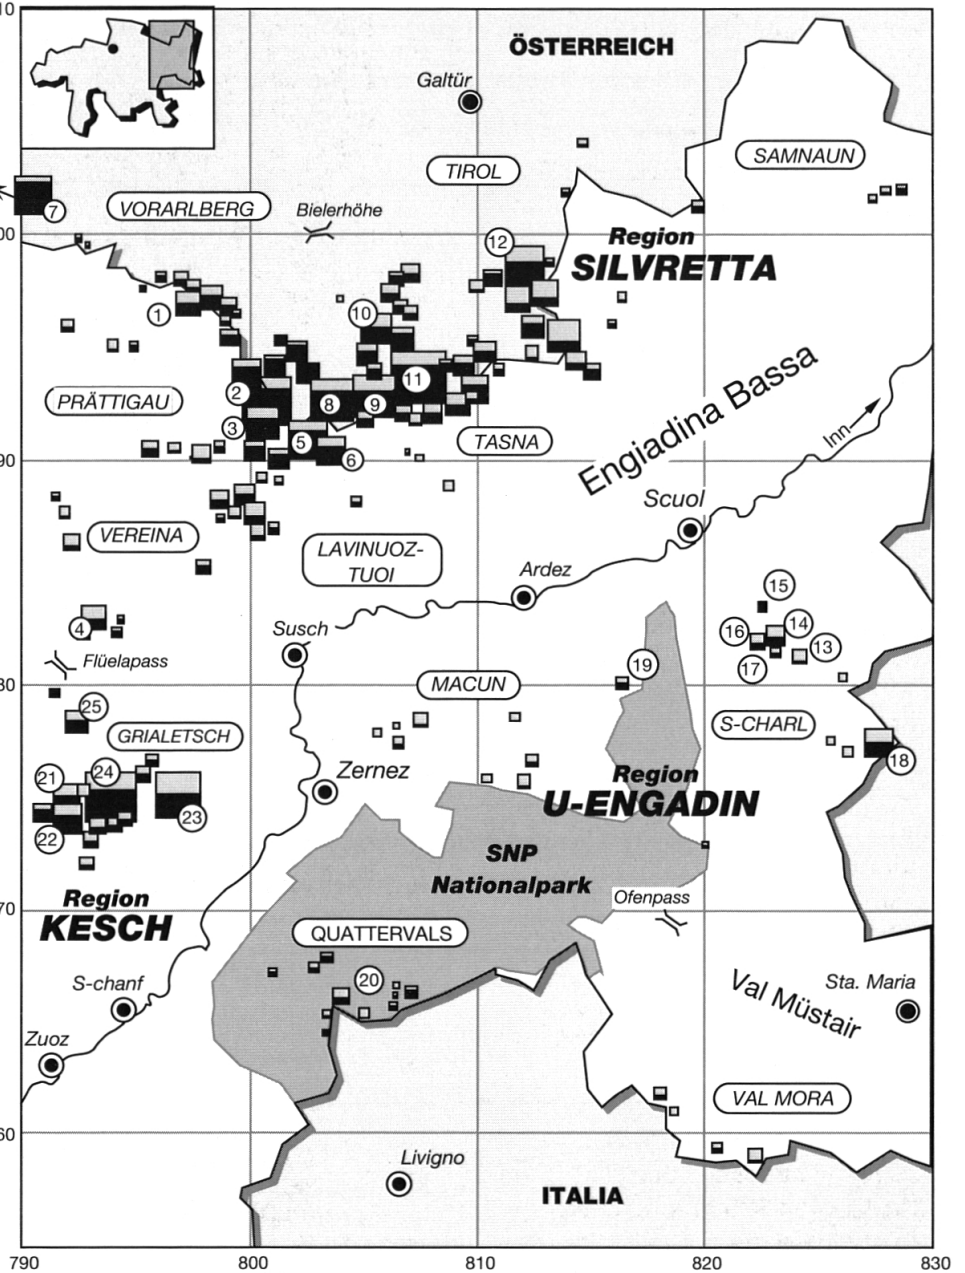 10
ÖSTERREICH
Galtür
SAMNAUN
TIROL
VORARLBERG
Bielerhöhe
7
00
12
Region
SILVRETTA
1
10
Engiadina Bassa
11
2
PRÄTTIGAU
8
9
3
5
TASNA
Inn
6
90
Scuol
VEREINA
LAVINUOZ-
TUOI
Ardez
15
4
Susch
16
14
13
Flüelapass
19
17
80
MACUN
25
S-CHARL
GRIALETSCH
18
21
24
Zernez
Region
U-ENGADIN
23
22
SNP
Nationalpark
Region
KESCH
Ofenpass
70
QUATTERVALS
20
S-chanf
Val Müstair
Sta. Maria
Zuoz
VAL MORA
60
Livigno
ITALIA
790
800
810
820
830